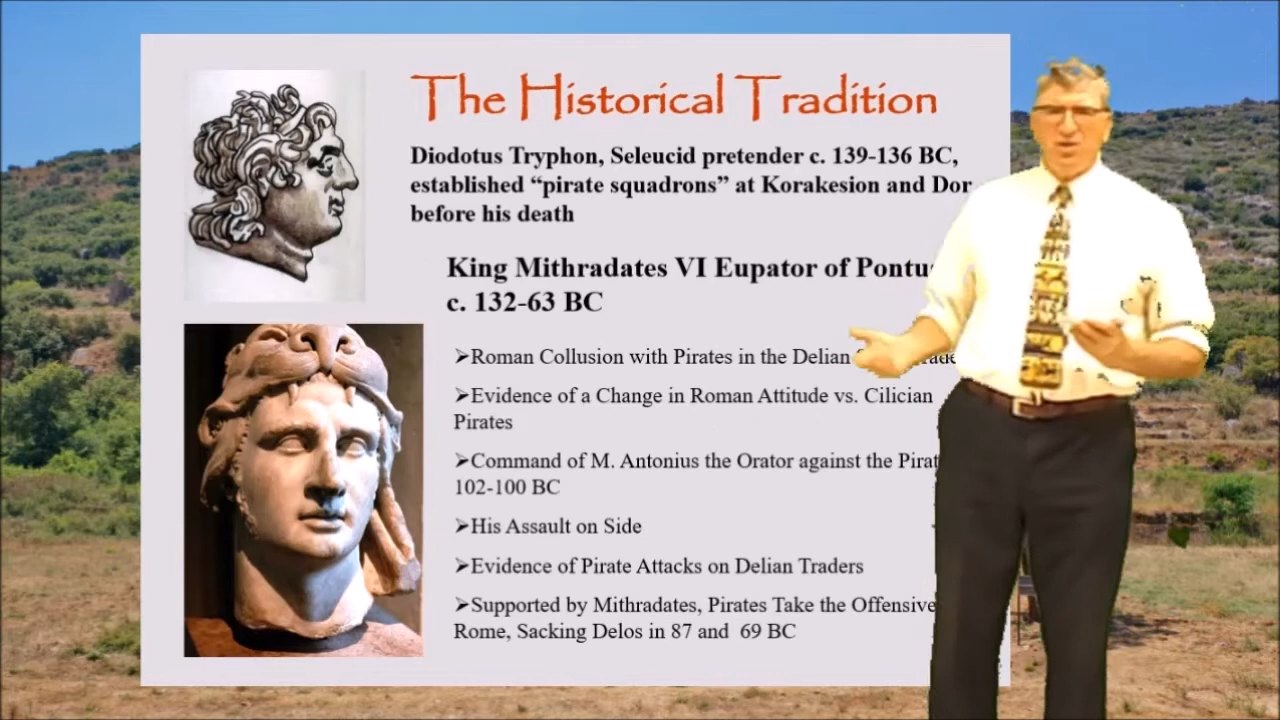 The Historical Tradition
Diodotus Tryphon, Seleucid pretender c. 139-136 BC,
established “pirate squadrons” at Korakesion and Dor
before his death
King Mithradates VI Eupator of
c. 132-63 BC
➢Roman Collusion with Pirates in the Delian
➢Evidence of a Change in Roman Attitude vs. Cilician
Pirates
➢Command of M. Antonius the Orator against the
102-100 BC
➢His Assault on Side
➢Evidence of Pirate Attacks on Delian Traders
➢Supported by Mithradates, Pirates Take the Offensive
Rome, Sacking Delos in 87 and 69 BC